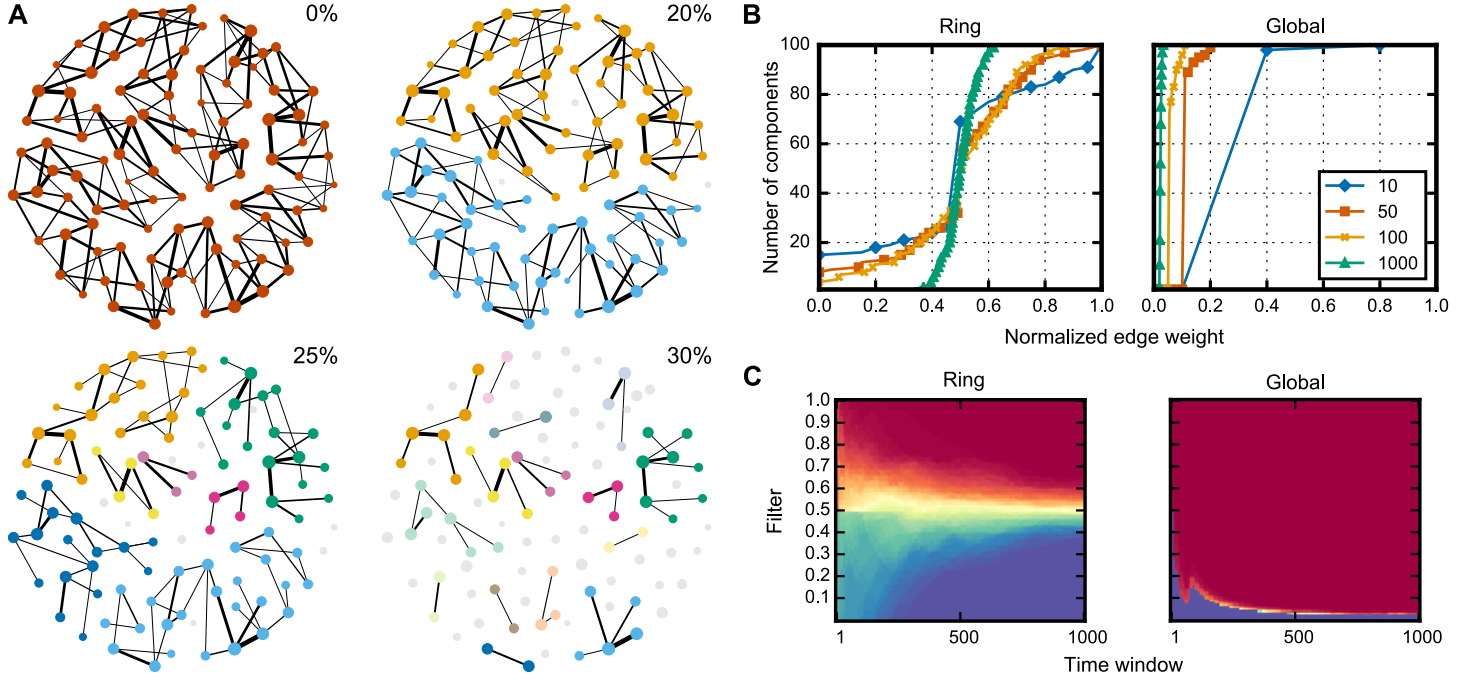 A
0%
20%
25%
30%
B
Ring
Global
Number of components
100
80
60
40
20
0.0 0.2 0.4 0.6 0.8 1.0
0.0 0.2 0.4 0.6 0.8 1.0
Normalized edge weight
10
50
100
1000
C
Ring
Global
Filter
1.0
0.9
0.8
0.7
0.6
0.5
0.4
0.3
0.2
0.1
1 500 1000
1 500 1000
Time window